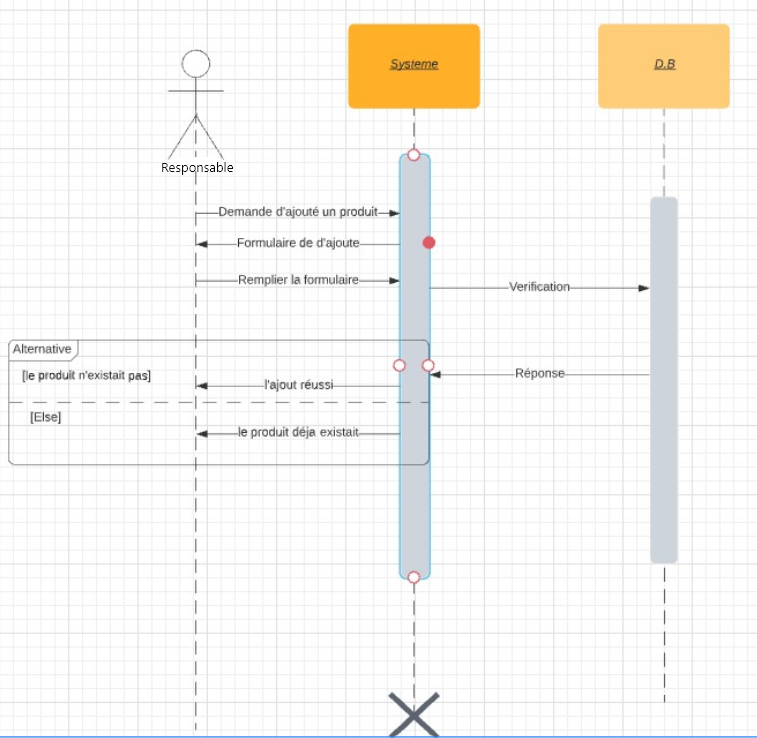 Systeme
D.B
Responsable
Demande d'ajouté un produit
Formulaire de d'ajoute
Remplier la formulaire
Verification
Alternative
[le produit n'existait pas]
Réponse
l'ajout réussi
[Else]
le produit déja existait